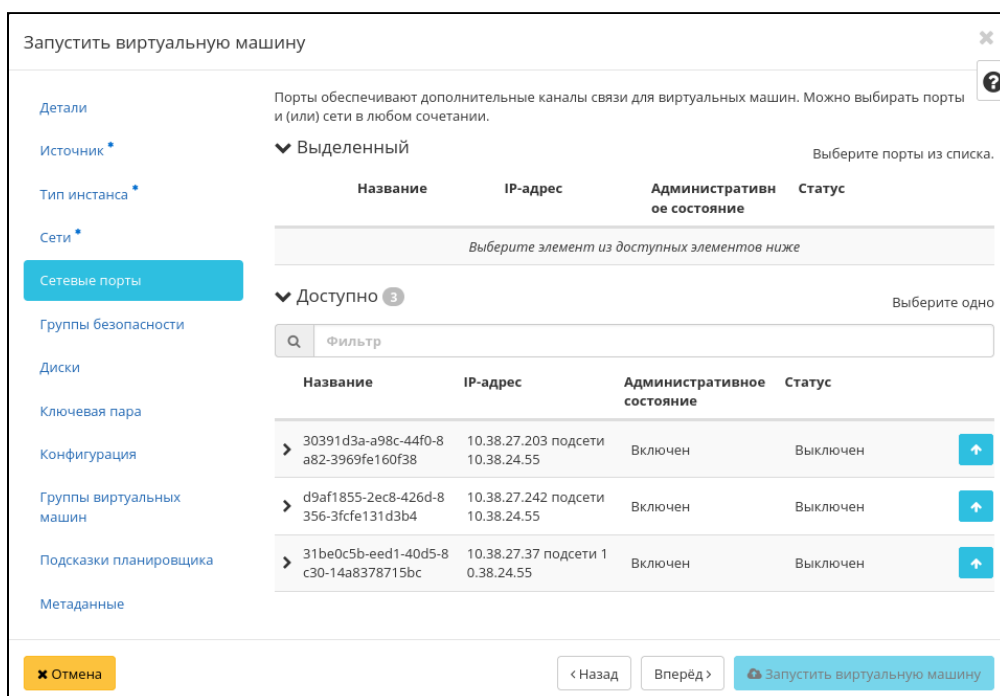 Запустить виртуальную машину
Детали
Источник *
Тип инстанса *
Сети *
Сетевые порты
Группы безопасности
Диски
Ключевая пара
Конфигурация
Группы виртуальных
машин
Подсказки планировщика
Метаданные
Порты обеспечивают дополнительные каналы связи для виртуальных машин. Можно выбирать порты
и (или) сети в любом сочетании.
Выделенный
Выберите порты из списка.
Название IP-адрес Административн Статус
ое состояние
Выберите элемент из доступных элементов ниже
Доступно 3
Выберите одно
Фильтр
Название IP-адрес Административное Статус
состояние
30391d3a-a98c-44f0-8 10.38.27.203 подсети Включен Выключен
a82-3969fe160f38 10.38.24.55
d9af1855-2ec8-426d-8 10.38.27.242 подсети Включен Выключен
356-3fcfe131d3b4 10.38.24.55
31be0c5b-eed1-40d5-8 10.38.27.37 подсети 1 Включен Выключен
c30-14a8378715bc 0.38.24.55
Отмена
Назад
Вперёд
Запустить виртуальную машину